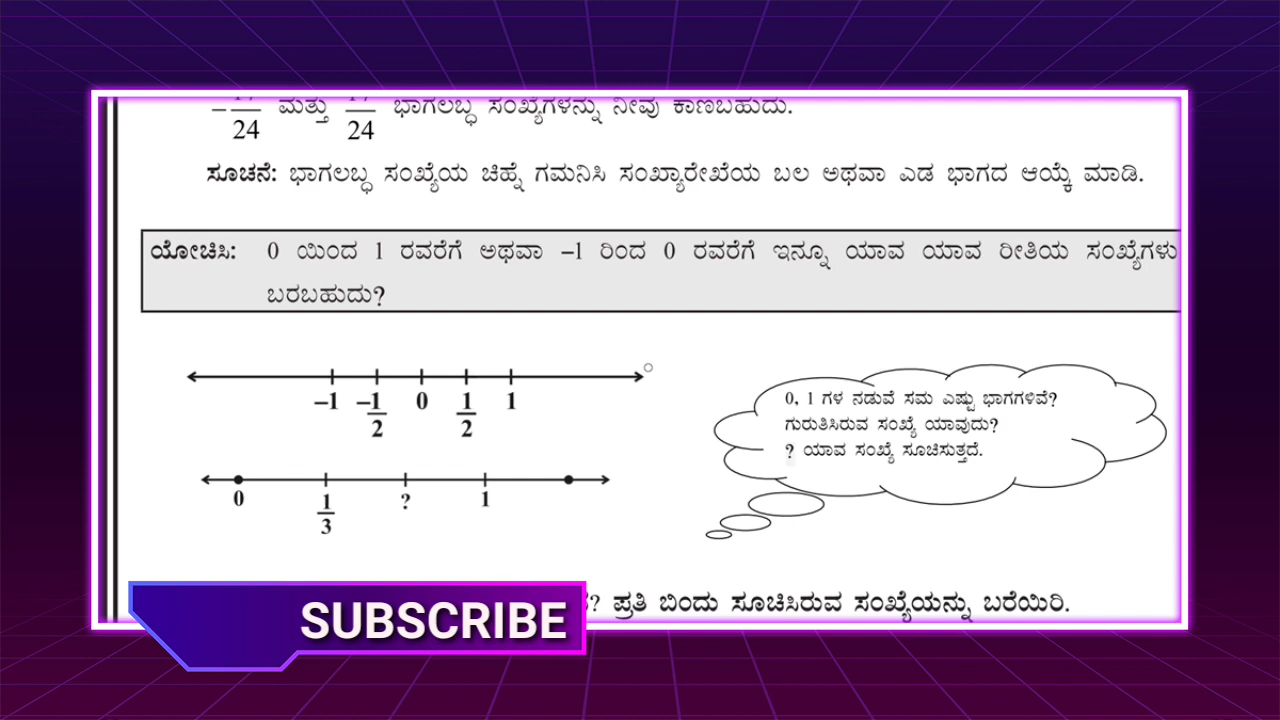 24 ಮತ್ತು 24 ಭಾಗಲಬ್ಧ ಸಂಖ್ಯೆಗಳನ್ನು ನೀವು ಕಾಣಬಹುದು.
ಸೂಚನೆ: ಭಾಗಲಬ್ಧ ಸಂಖ್ಯೆಯ ಚಿಹ್ನೆ ಗಮನಿಸಿ ಸಂಖ್ಯಾರೇಖೆಯ ಬಲ ಅಥವಾ ಎಡ ಭಾಗದ ಆಯ್ಕೆ ಮಾಡಿ.
ಯೋಚಿಸಿ: 0 ಯಿಂದ 1 ರವರೆಗೆ ಅಥವಾ –1 ರಿಂದ 0 ರವರೆಗೆ ಇನ್ನೂ ಯಾವ ಯಾವ ರೀತಿಯ ಸಂಖ್ಯೆಗಳು
ಬರಬಹುದು?
–1 –1/2 0 1/2 1
0 1/3 ? 1
0, 1 ಗಳ ನಡುವೆ ಸಮ ಎಷ್ಟು ಭಾಗಗಳಿವೆ?
ಗುರುತಿಸಿರುವ ಸಂಖ್ಯೆ ಯಾವುದು?
? ಯಾವ ಸಂಖ್ಯೆ ಸೂಚಿಸುತ್ತದೆ.
? ಪ್ರತಿ ಬಿಂದು ಸೂಚಿಸಿರುವ ಸಂಖ್ಯೆಯನ್ನು ಬರೆಯಿರಿ.
SUBSCRIBE